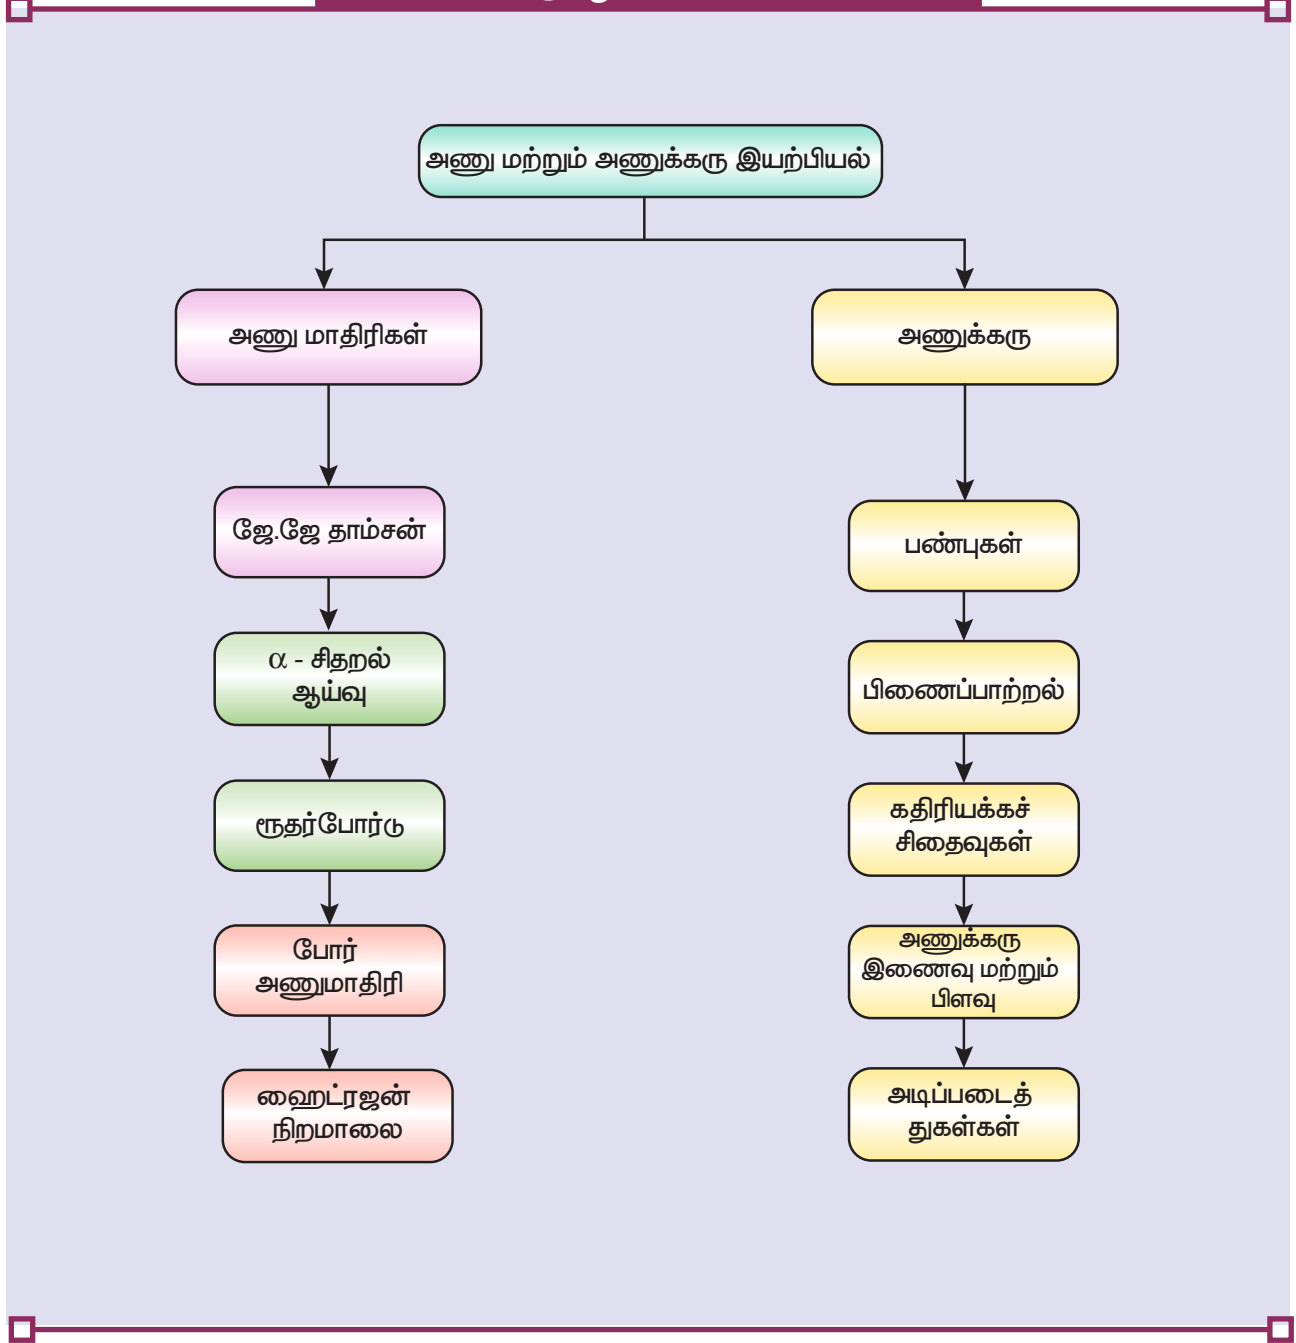 அணு மற்றும் அணுக்கரு இயற்பியல்
அணு மாதிரிகள்
அணுக்கரு
ஜே.ஜே தாம்சன்
பண்புகள்
α - சிதறல்
ஆய்வு
பிணைப்பாற்றல்
ரூதர்போர்டு
கதிரியக்கச்
சிதைவுகள்
போர்
அணுமாதிரி
அணுக்கரு
இணைவு மற்றும்
பிளவு
ஹைட்ரஜன்
நிறமாலை
அடிப்படைத்
துகள்கள்